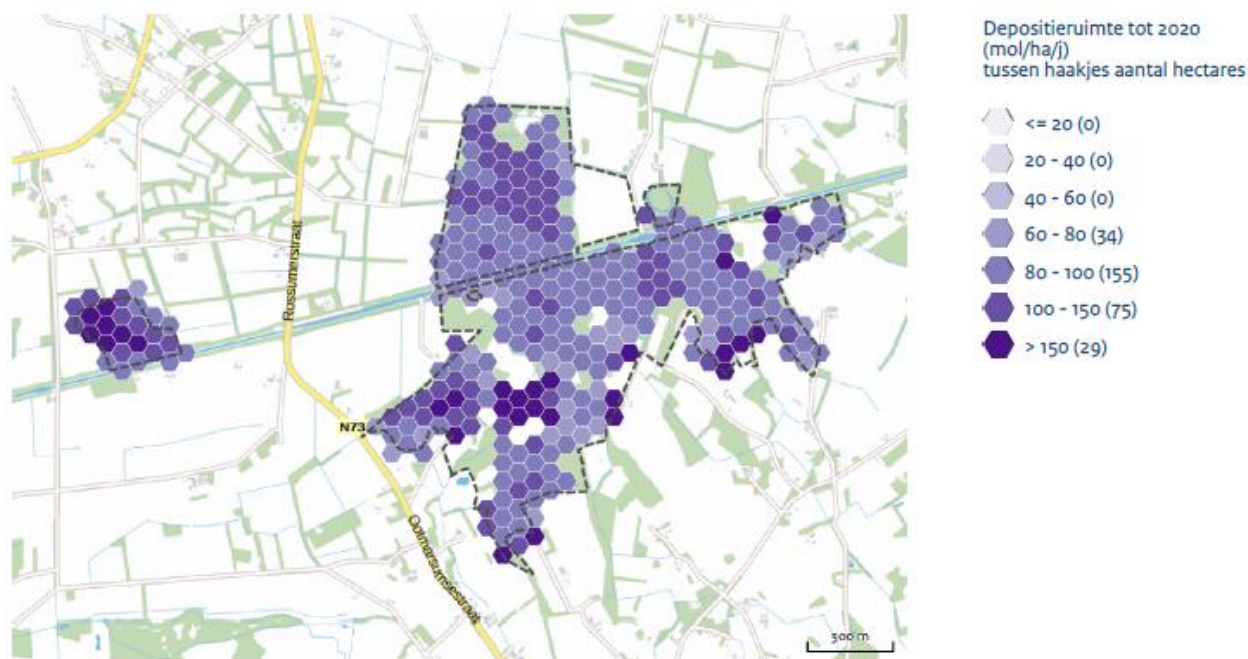 Depositieruimte tot 2020
(mol/ha/j)
tussen haakjes aantal hectares
<= 20 (0)
20 - 40 (0)
40 - 60 (0)
60 - 80 (34)
80 - 100 (155)
100 - 150 (75)
> 150 (29)
Rossumerstraat
N73
Ootmarsumsestraat
500 m